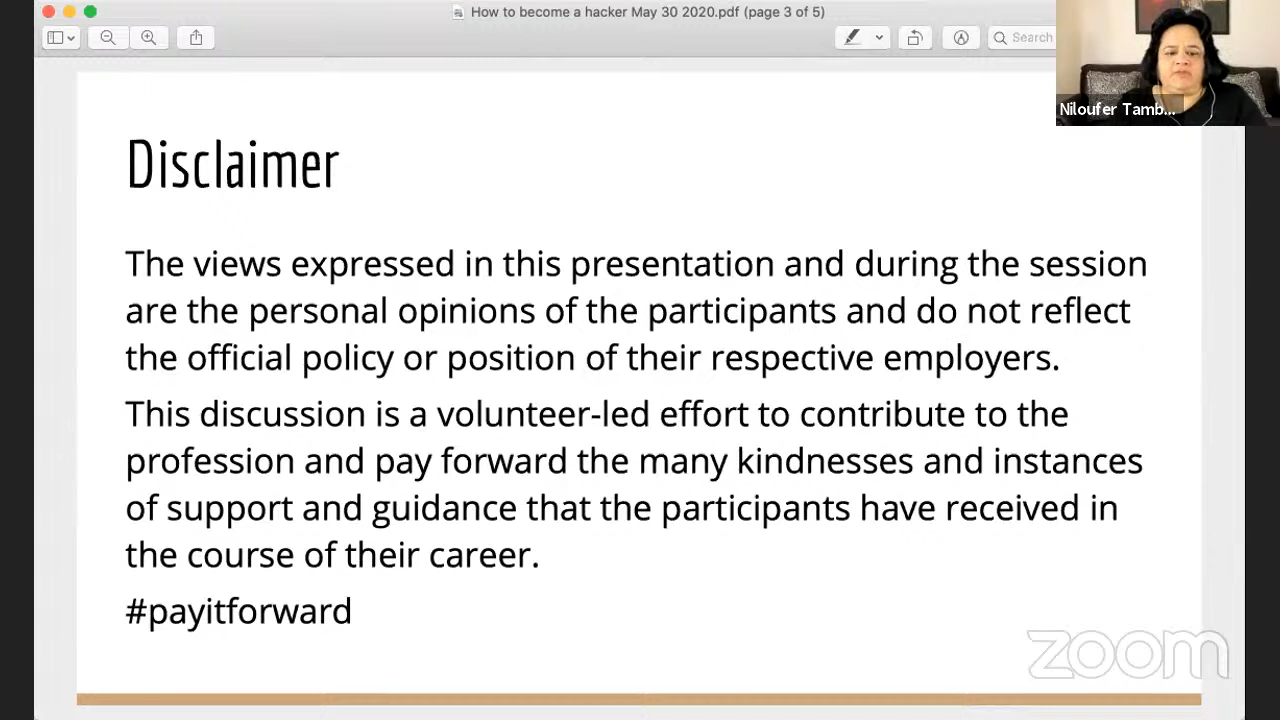 How to become a hacker May 30 2020.pdf (page 3 of 5)
Search
Niloufer Tamb...
Disclaimer
The views expressed in this presentation and during the session
are the personal opinions of the participants and do not reflect
the official policy or position of their respective employers.
This discussion is a volunteer-led effort to contribute to the
profession and pay forward the many kindnesses and instances
of support and guidance that the participants have received in
the course of their career.
#payitforward
zoom